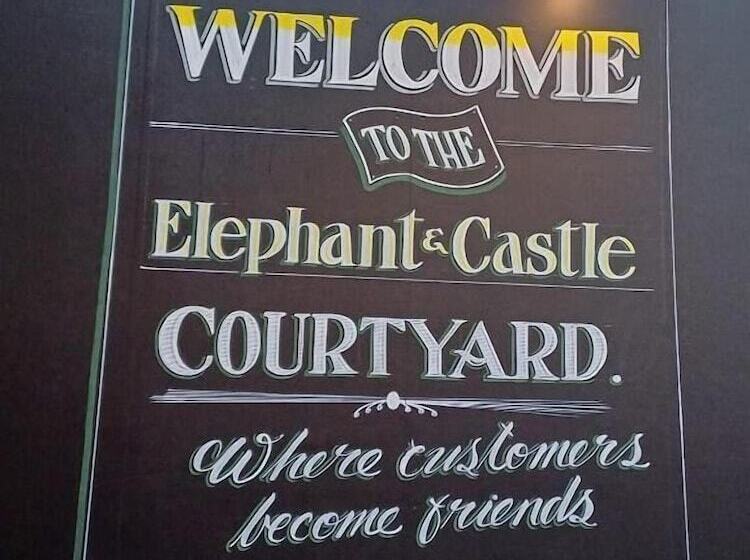 WELCOME
TO THE
Elephant & Castle
COURTYARD.
Where customers
become friends